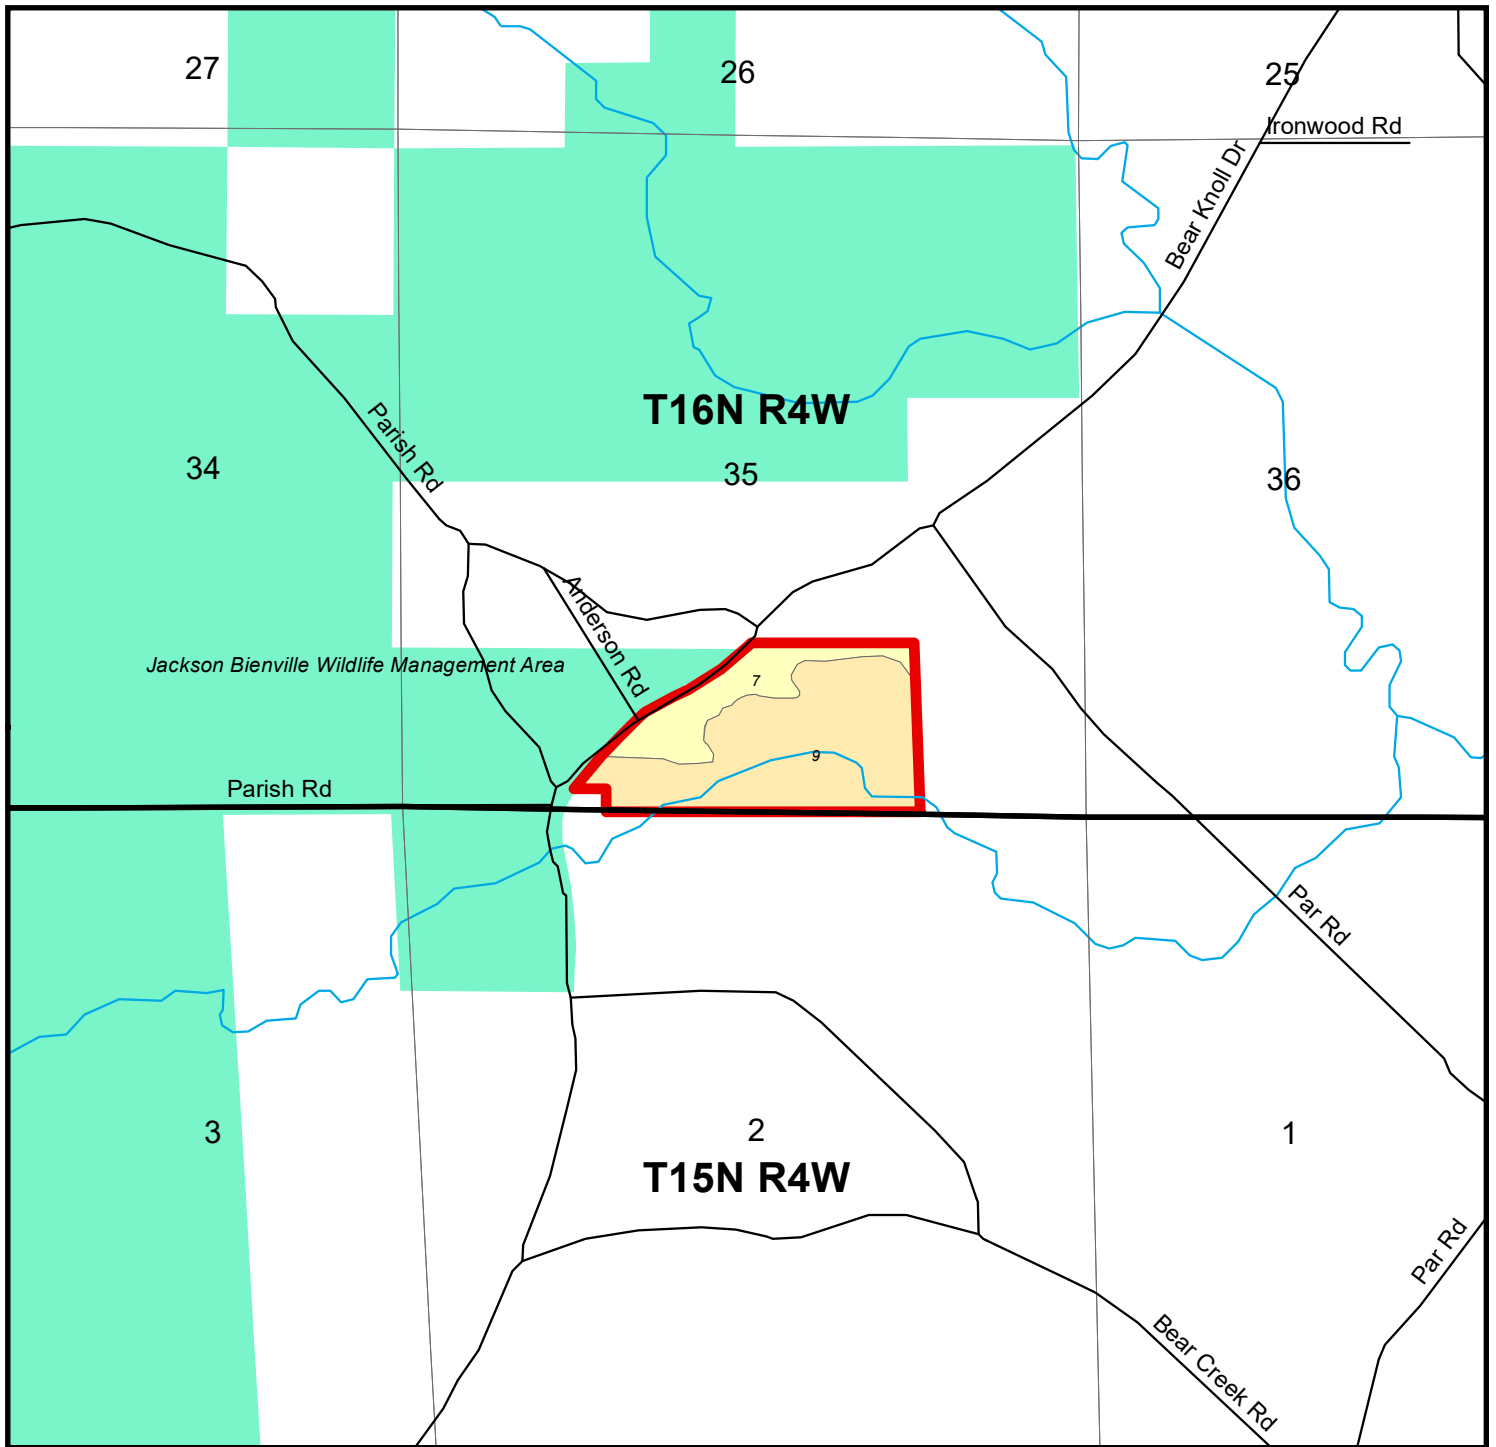 27
26
25
Ironwood Rd
Bear Knoll Dr
T16N R4W
Parish Rd
34
35
36
Anderson Rd
Jackson Bienville Wildlife Management Area
7
9
Parish Rd
Par Rd
3
2
1
T15N R4W
Par Rd
Bear Creek Rd